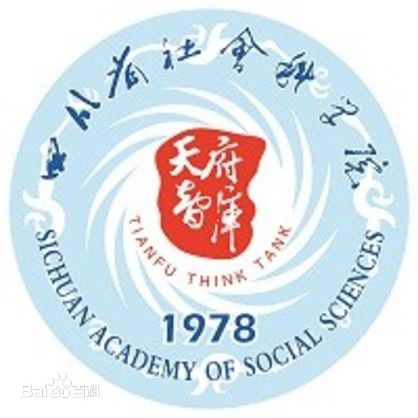 四川省社会科学院
天府
智库
TIANFU THINK TANK
1978
SICHUAN ACADEMY OF SOCIAL SCIENCES
Baidu百科